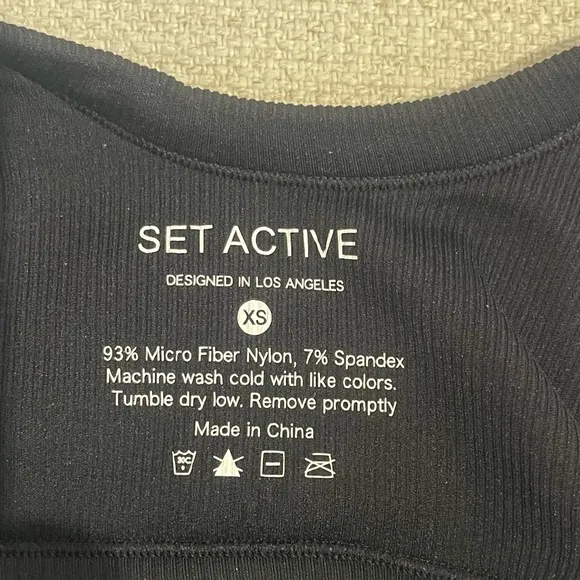 SET ACTIVE
DESIGNED IN LOS ANGELES
XS
93% Micro Fiber Nylon, 7% Spandex
Machine wash cold with like colors.
Tumble dry low. Remove promptly
Made in China
30C